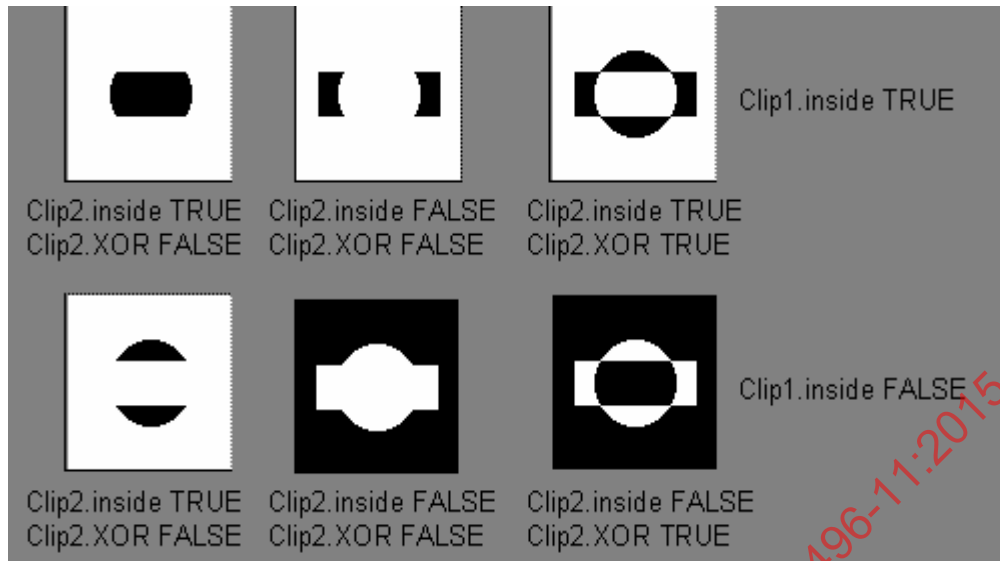 Clip1.inside TRUE
Clip2.inside TRUE
Clip2.XOR FALSE
Clip2.inside FALSE
Clip2.XOR FALSE
Clip2.inside TRUE
Clip2.XOR TRUE
Clip1.inside FALSE
Clip2.inside TRUE
Clip2.XOR FALSE
Clip2.inside FALSE
Clip2.XOR FALSE
Clip2.inside FALSE
Clip2.XOR TRUE
496-11:2015